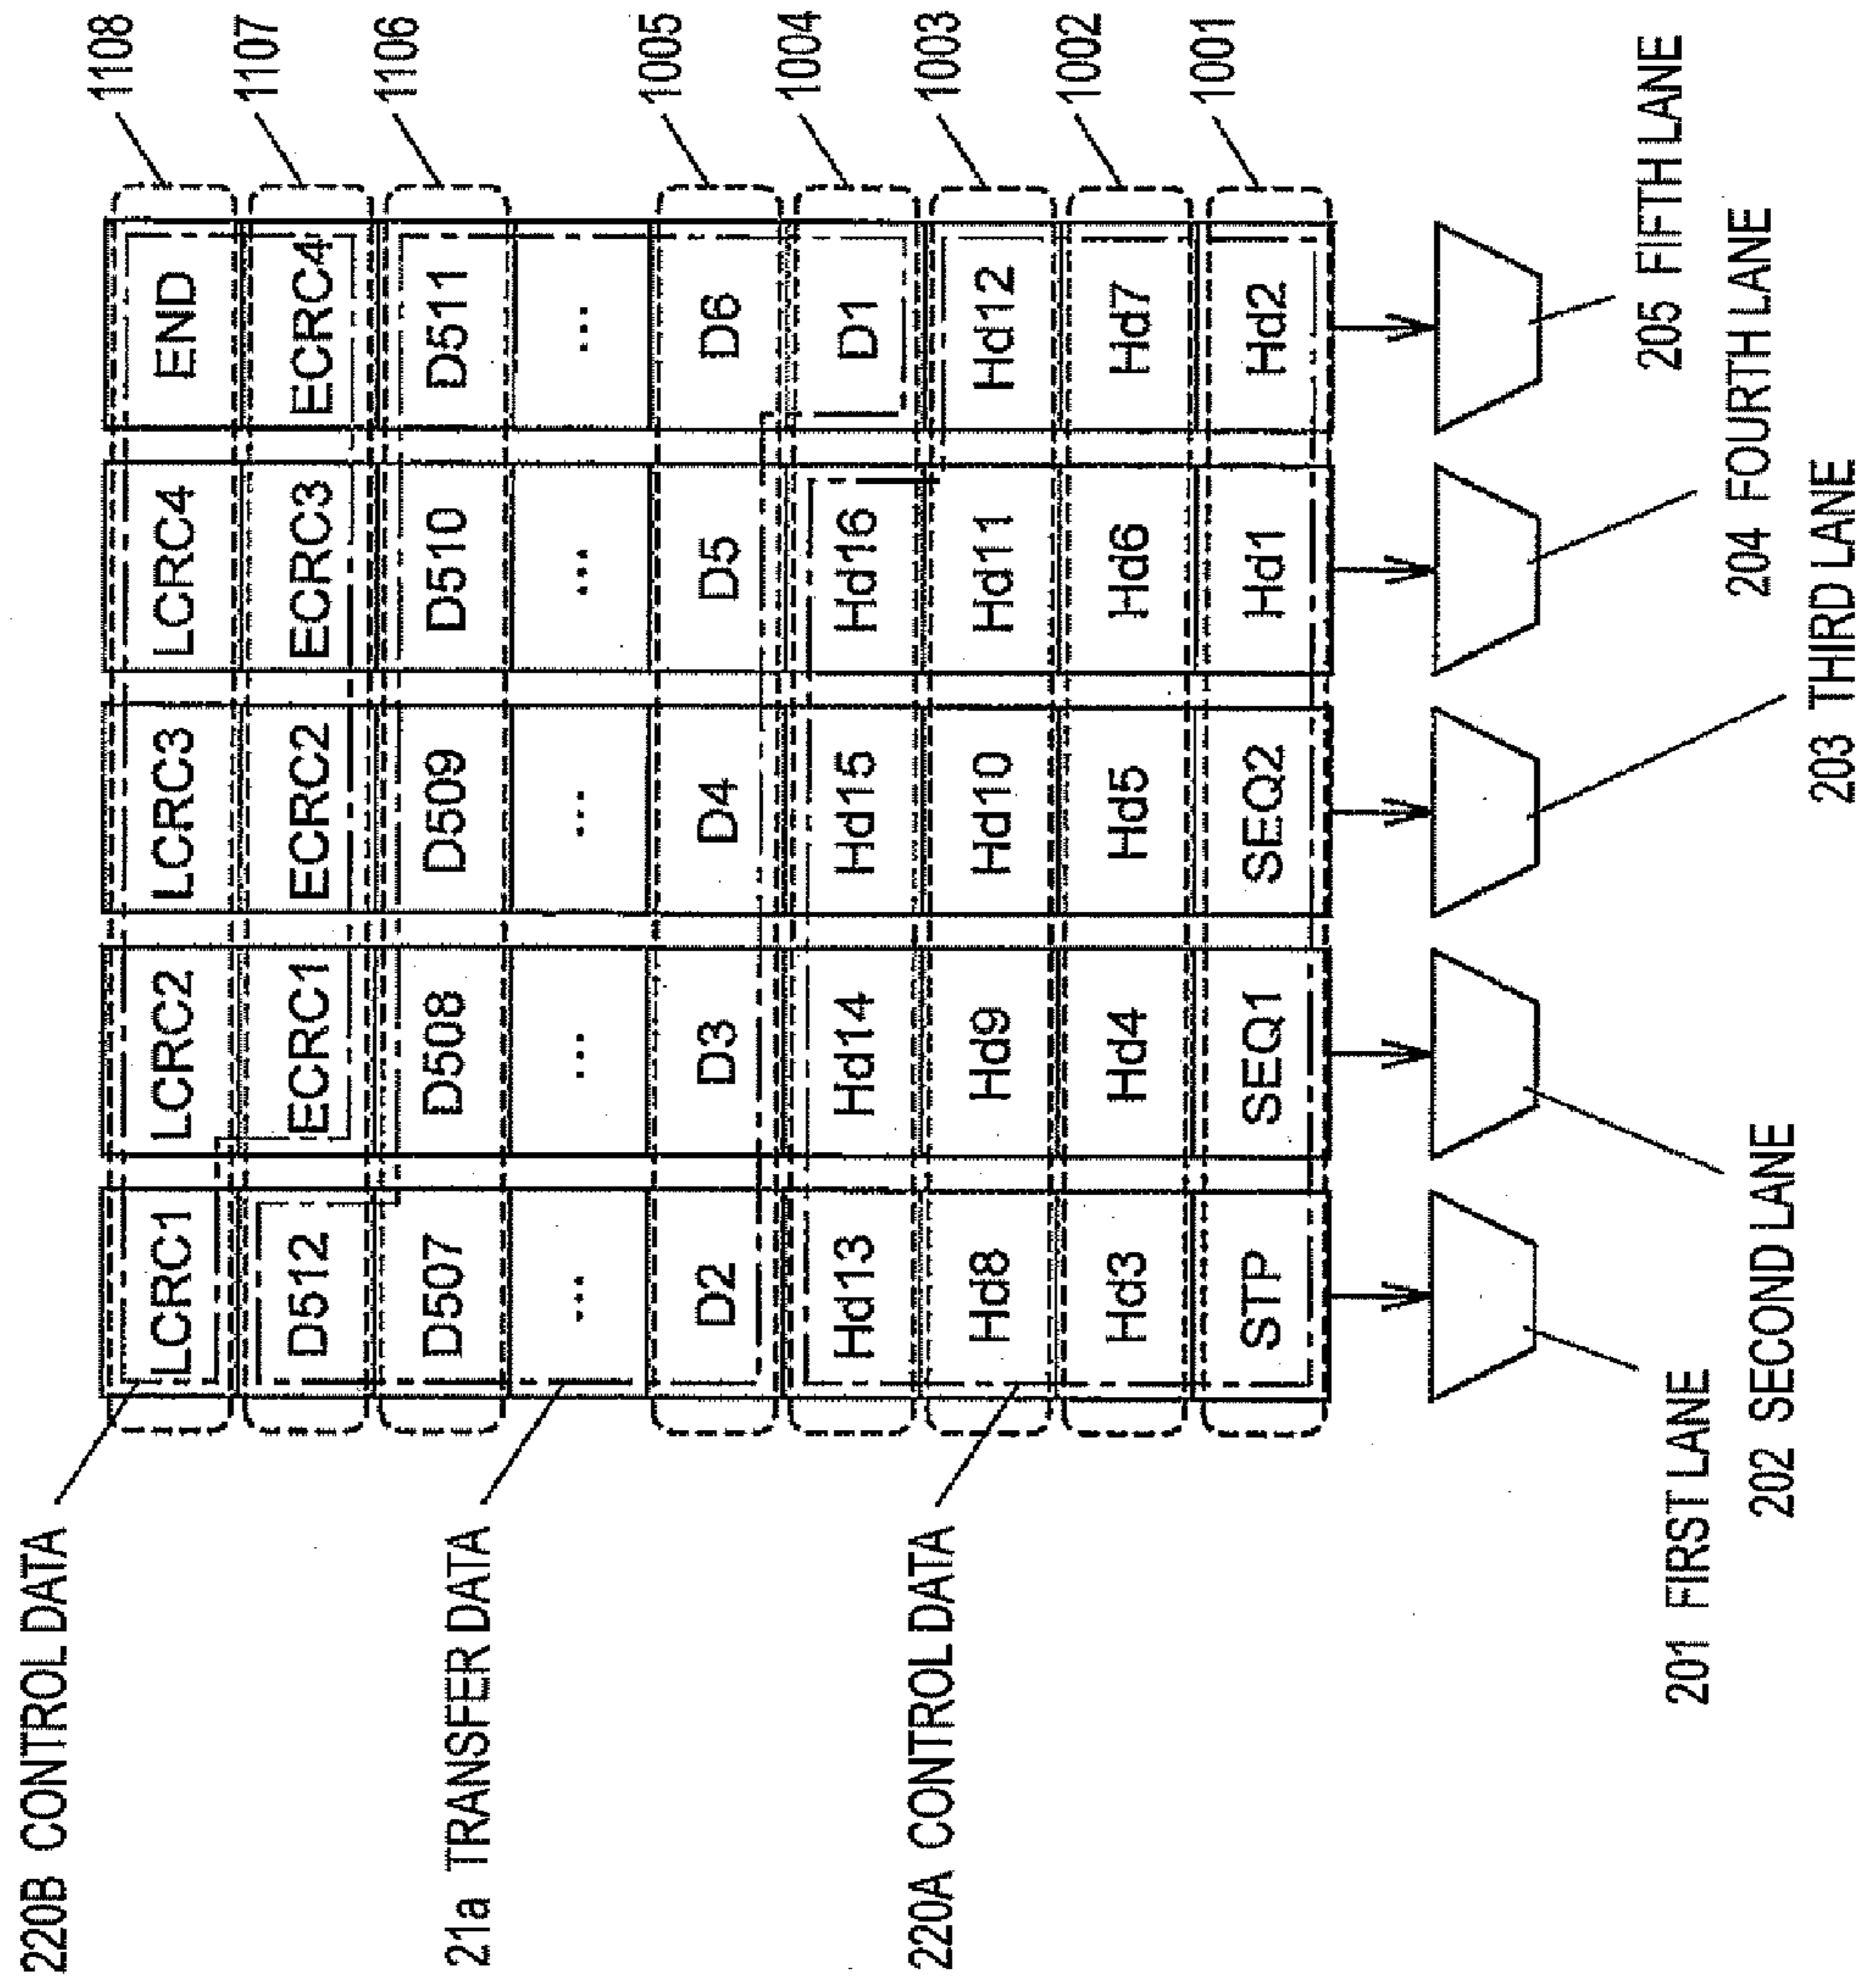 220B CONTROL DATA
21a TRANSFER DATA
220A CONTROL DATA
1108
1107
1106
1005
1004
1003
1002
1001
LCRC1 LCRC2 LCRC3 LCRC4 END
D512 ECRC1 ECRC2 ECRC3 ECRC4
D507 D508 D509 D510 D511
... ... ... ... ...
D2 D3 D4 D5 D6
Hd13 Hd14 Hd15 Hd16 D1
Hd8 Hd9 Hd10 Hd11 Hd12
Hd3 Hd4 Hd5 Hd6 Hd7
STP SEQ1 SEQ2 Hd1 Hd2
201 FIRST LANE
202 SECOND LANE
203 THIRD LANE
204 FOURTH LANE
205 FIFTH LANE